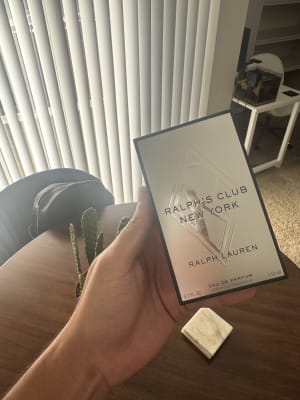 RALPH'S CLUB
NEW YORK
RALPH LAUREN
EAU DE PARFUM